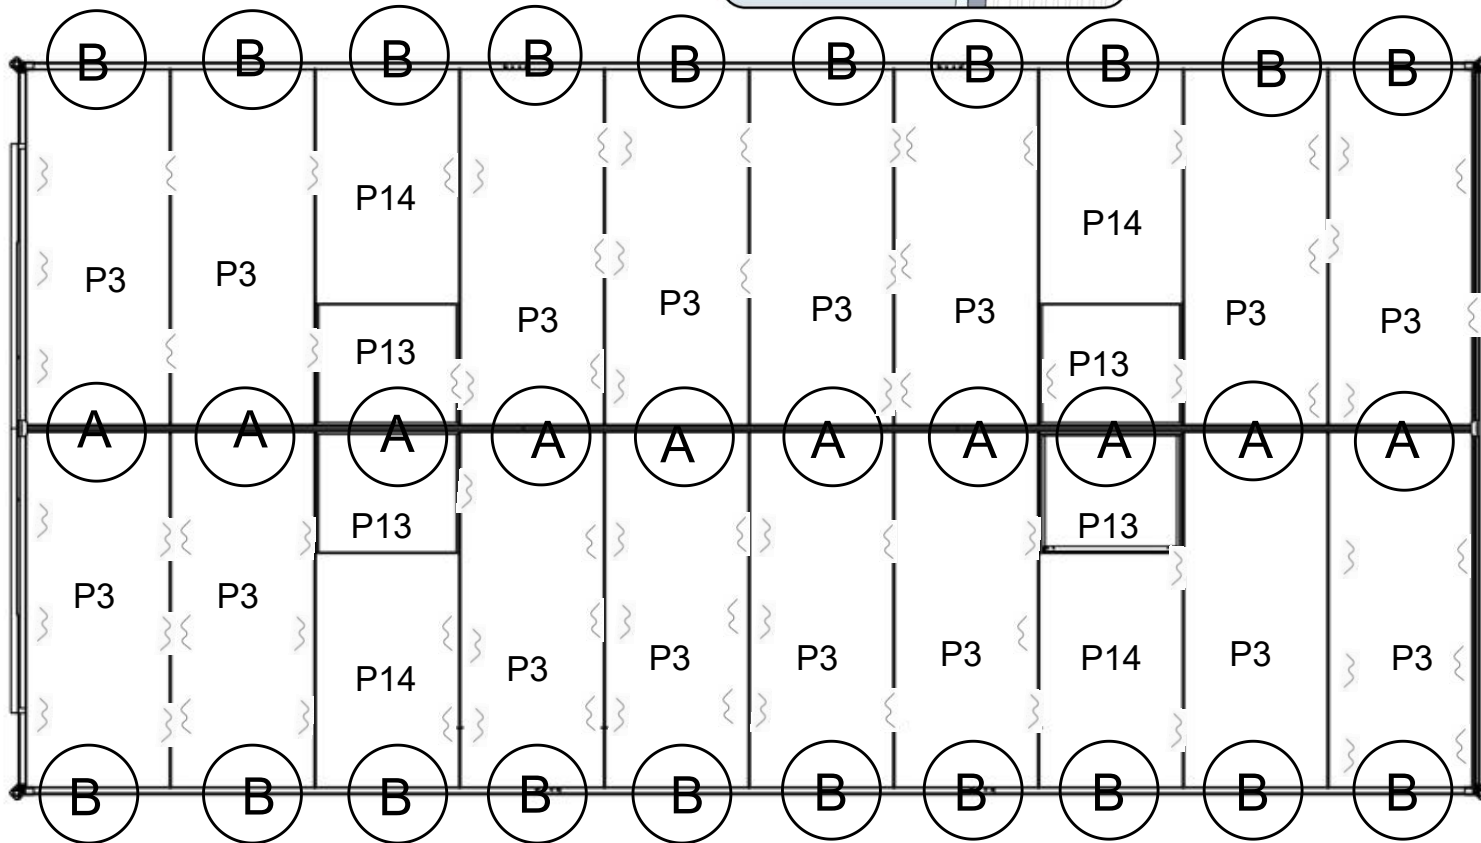 B B B B B B B B B B
P14 P14
P3 P3 P3 P3 P3 P3 P3 P3
P13 P13
A A A A A A A A A A
P13 P13
P3 P3
P14 P3 P3 P3 P3 P14 P3 P3
B B B B B B B B B B